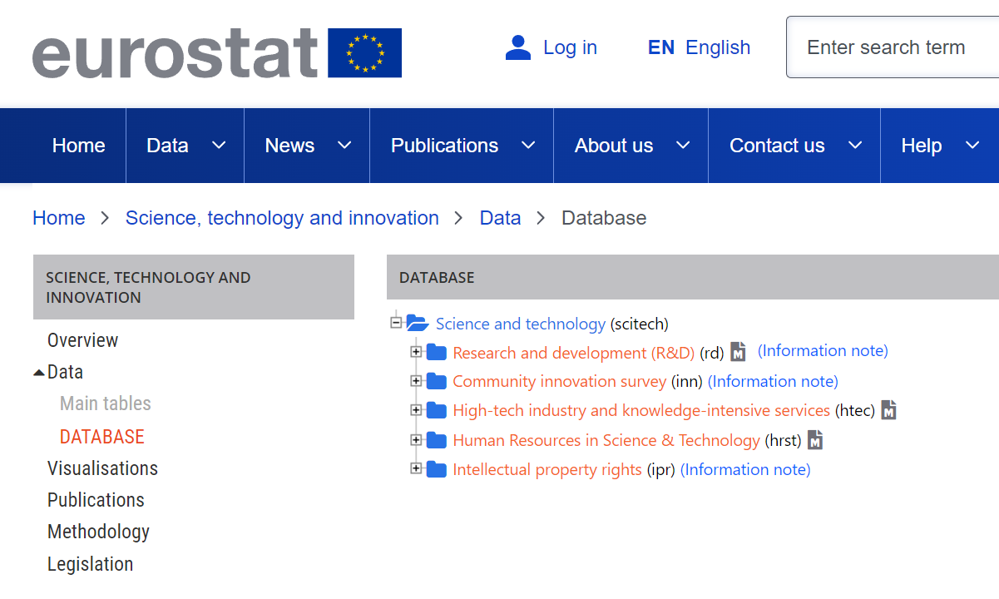 eurostat
Log in
EN English
Enter search term
Home Data News Publications About us Contact us Help
Home > Science, technology and innovation > Data > Database
SCIENCE, TECHNOLOGY AND
INNOVATION
Overview
Data
Main tables
DATABASE
Visualisations
Publications
Methodology
Legislation
DATABASE
Science and technology (scitech)
Research and development (R&D) (rd) M (Information note)
Community innovation survey (inn) (Information note)
High-tech industry and knowledge-intensive services (htec) M
Human Resources in Science & Technology (hrst) M
Intellectual property rights (ipr) (Information note)